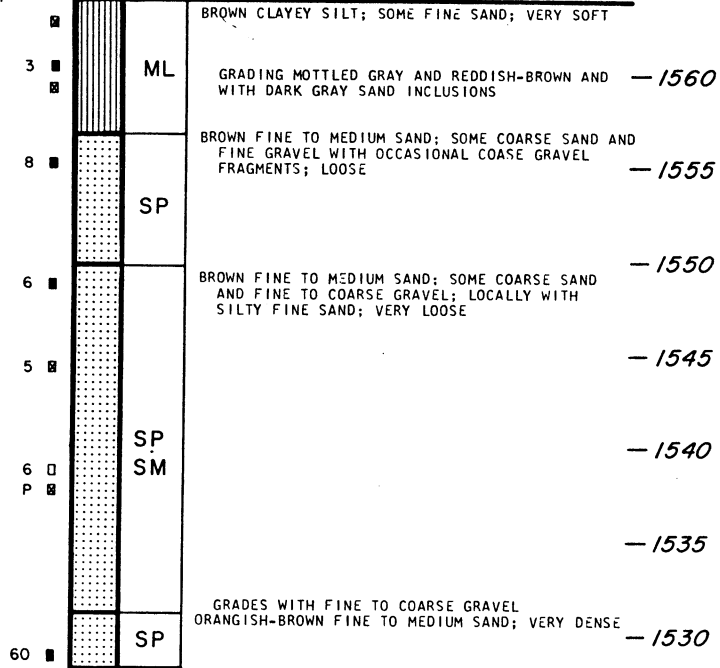 BROWN CLAYEY SILT; SOME FINE SAND; VERY SOFT
3
ML
GRADING MOTTLED GRAY AND REDDISH-BROWN AND
WITH DARK GRAY SAND INCLUSIONS
— 1560
BROWN FINE TO MEDIUM SAND; SOME COARSE SAND AND
FINE GRAVEL WITH OCCASIONAL COASE GRAVEL
FRAGMENTS; LOOSE
8
— 1555
SP
— 1550
BROWN FINE TO MEDIUM SAND; SOME COARSE SAND
AND FINE TO COARSE GRAVEL; LOCALLY WITH
SILTY FINE SAND; VERY LOOSE
6
— 1545
5
SP
SM
— 1540
6
P
— 1535
GRADES WITH FINE TO COARSE GRAVEL
ORANGISH-BROWN FINE TO MEDIUM SAND; VERY DENSE
— 1530
SP
60